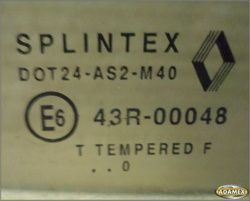 SPLINTEX
DOT24-AS2-M40
E6 43R-00048
T TEMPERED F
. . 0
ADAMEX